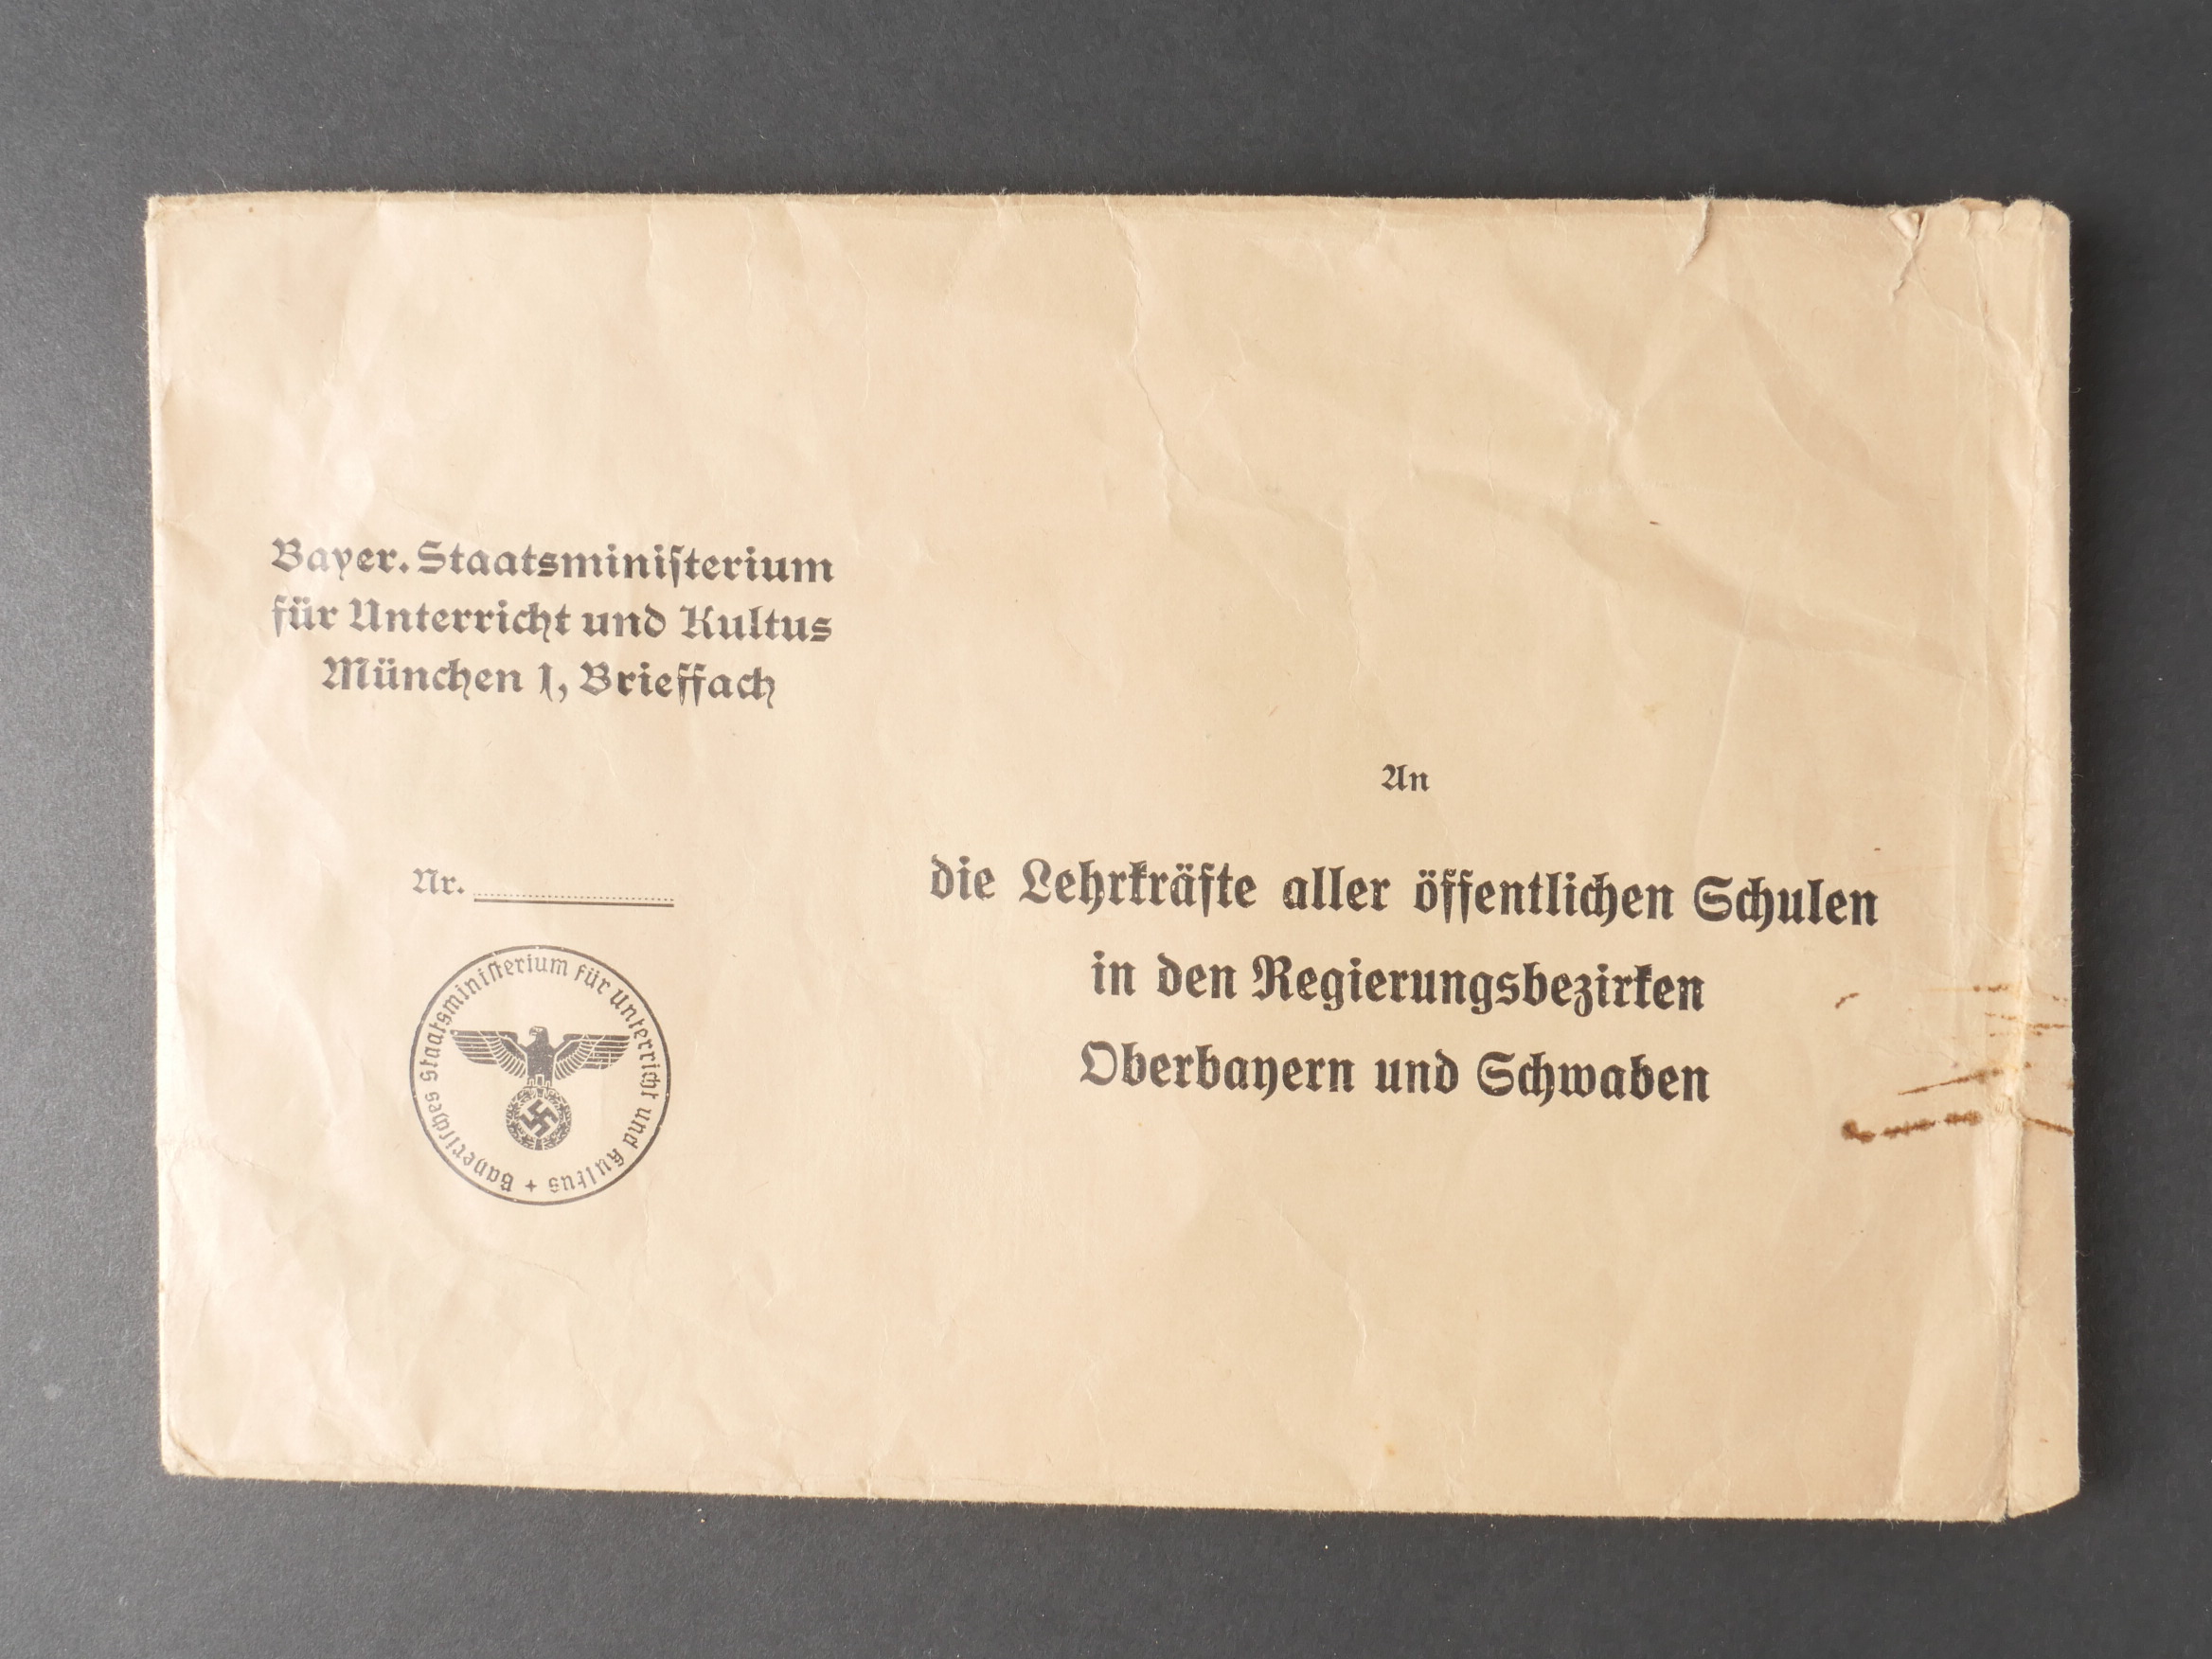 Bayer. Staatsministerium
für Unterricht und Kultus
München 1, Brieffach
Nr.
Bayerisches Staatsministerium für Unterricht und Kultus +
An
die Lehrkräfte aller öffentlichen Schulen
in den Regierungsbezirken
Oberbayern und Schwaben